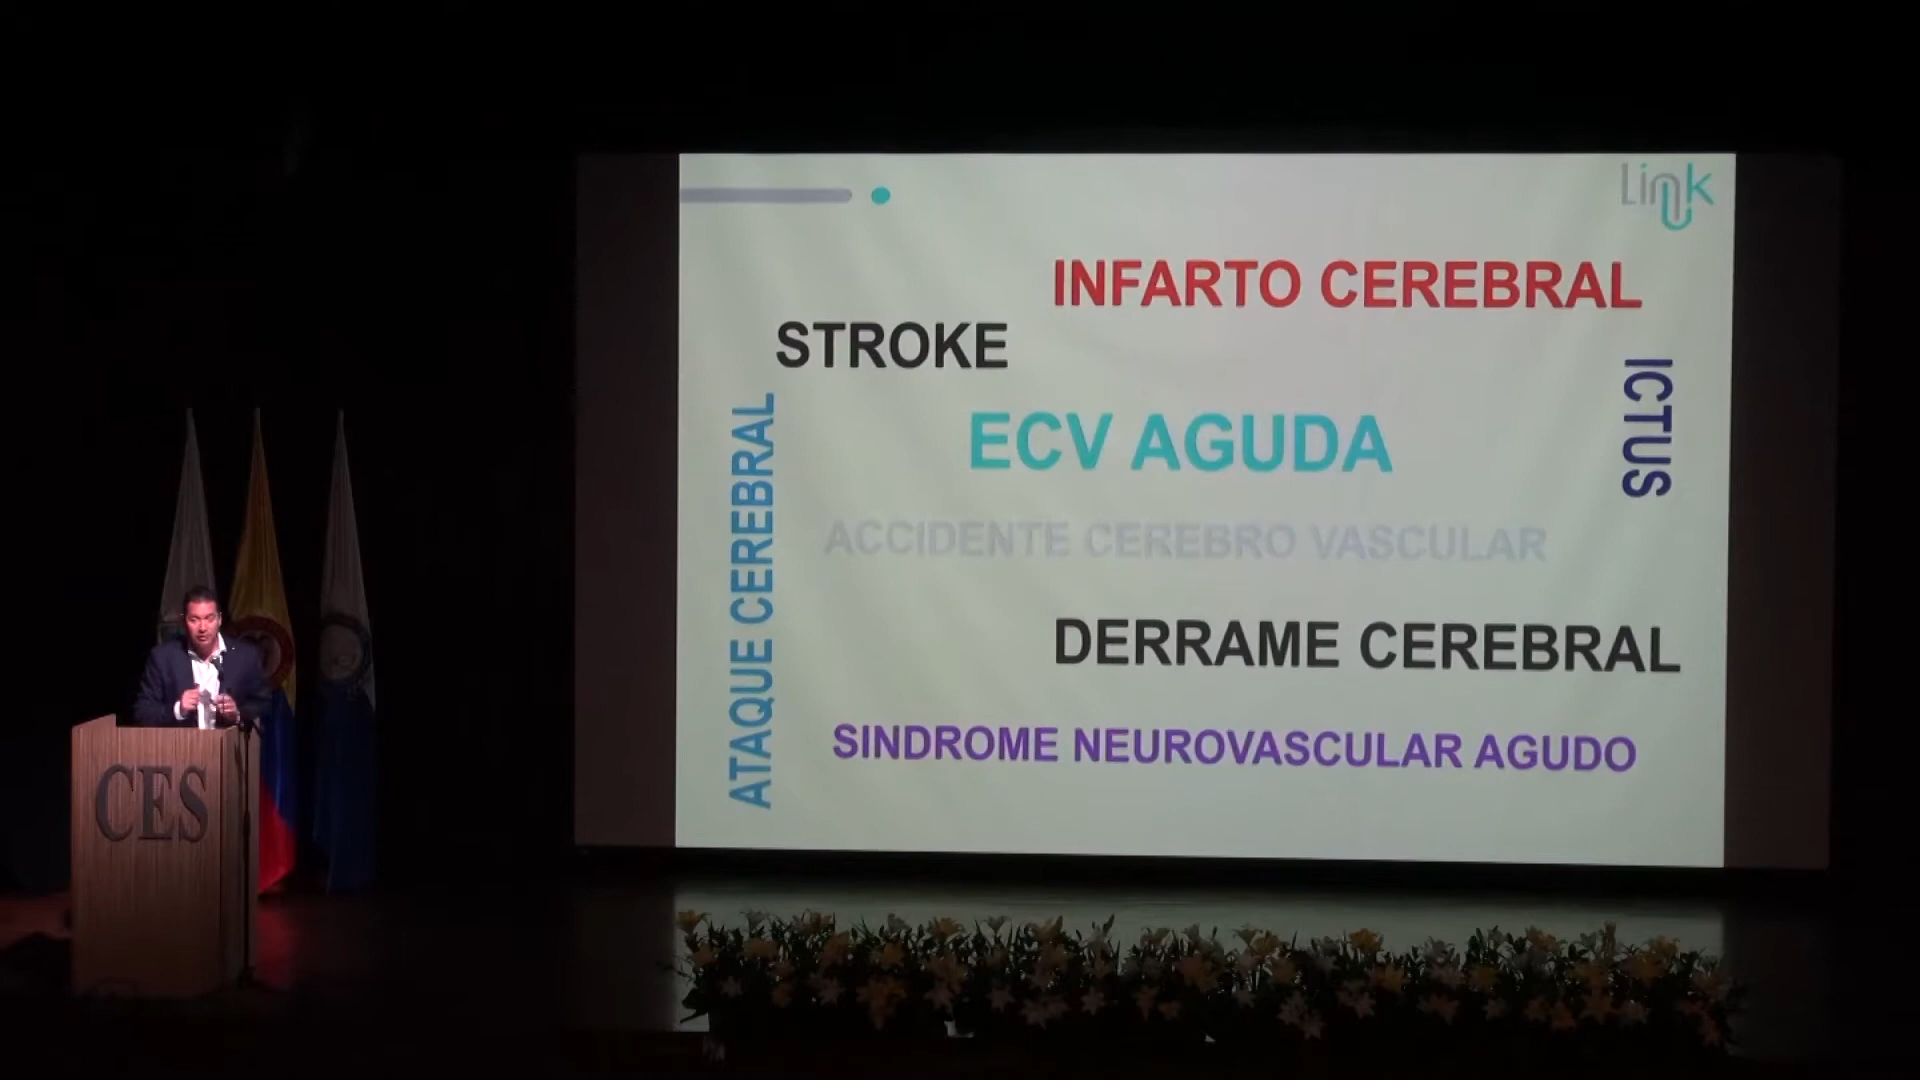 Link
INFARTO CEREBRAL
STROKE
ICTUS
ECV AGUDA
ATAQUE CEREBRAL
ACCIDENTE CEREBRO VASCULAR
DERRAME CEREBRAL
SINDROME NEUROVASCULAR AGUDO
CES